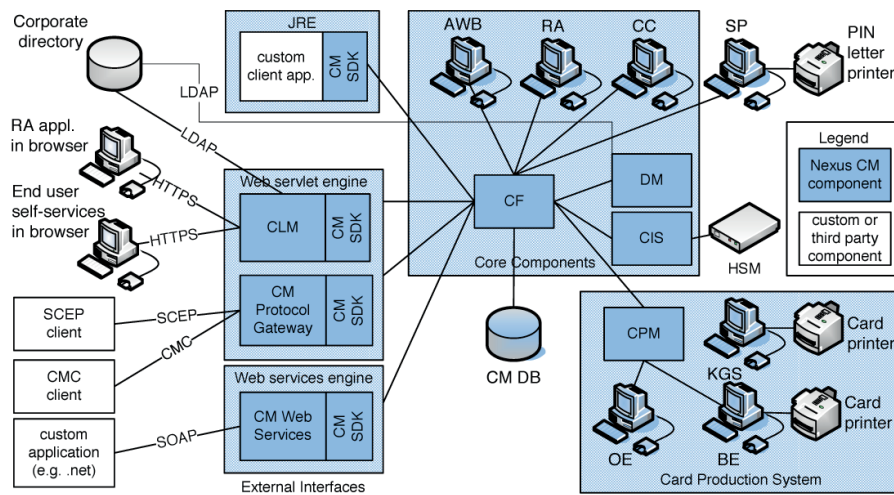 Corporate
directory
JRE
custom
client app.
CM
SDK
AWB
RA
CC
SP
PIN
letter
printer
LDAP
LDAP
RA appl.
in browser
HTTPS
End user
self-services
in browser
HTTPS
Web servlet engine
CLM
CM
SDK
CM
Protocol
Gateway
CM
SDK
CF
DM
CIS
Core Components
HSM
Legend
Nexus CM
component
custom or
third party
component
SCEP
client
SCEP
CMC
client
CMC
custom
application
(e.g. .net)
SOAP
Web services engine
CM Web
Services
CM
SDK
External Interfaces
CM DB
CPM
KGS
Card
printer
OE
BE
Card
printer
Card Production System